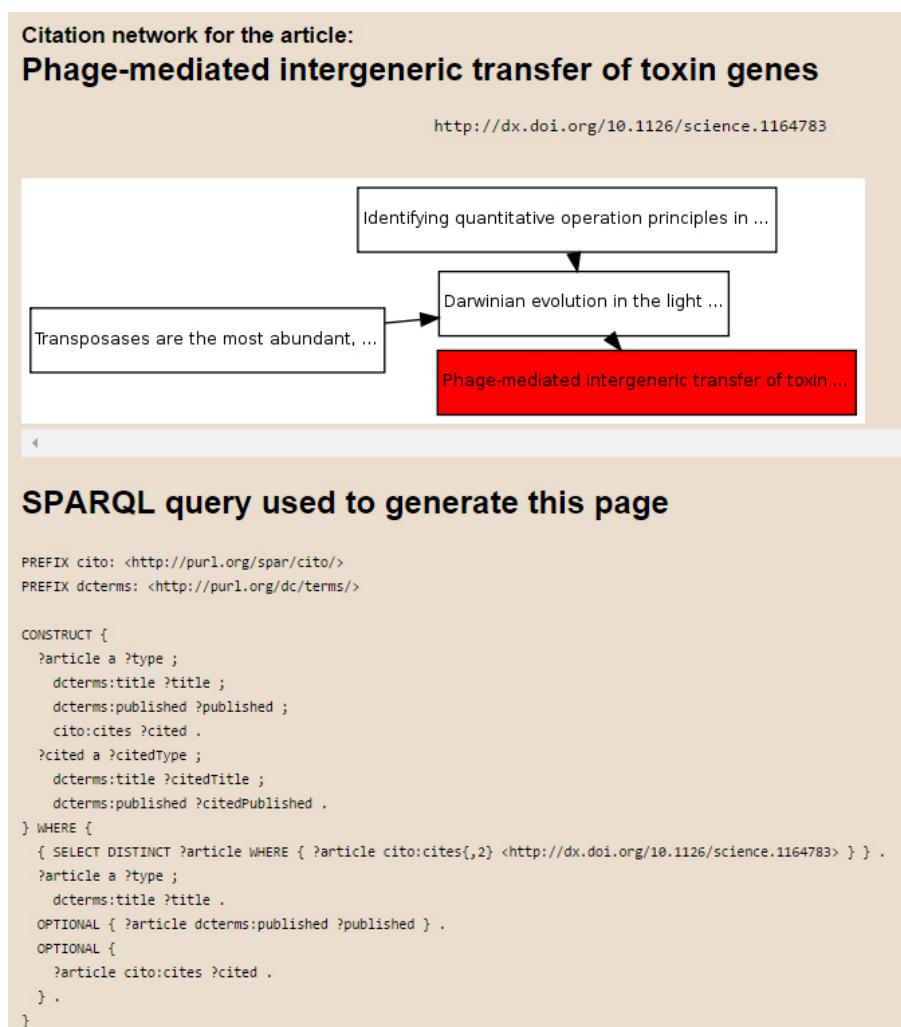 Citation network for the article:
Phage-mediated intergeneric transfer of toxin genes
http://dx.doi.org/10.1126/science.1164783
Identifying quantitative operation principles in ...
Darwinian evolution in the light ...
Transposases are the most abundant, ...
Phage-mediated intergeneric transfer of toxin ...
SPARQL query used to generate this page
PREFIX cito: <http://purl.org/spar/cito/>
PREFIX dcterms: <http://purl.org/dc/terms/>
CONSTRUCT {
?article a ?type ;
dcterms:title ?title ;
dcterms:published ?published ;
cito:cites ?cited .
?cited a ?citedType ;
dcterms:title ?citedTitle ;
dcterms:published ?citedPublished .
} WHERE {
{ SELECT DISTINCT ?article WHERE { ?article cito:cites{,2} <http://dx.doi.org/10.1126/science.1164783> } } .
?article a ?type ;
dcterms:title ?title .
OPTIONAL { ?article dcterms:published ?published } .
OPTIONAL {
?article cito:cites ?cited .
} .
}